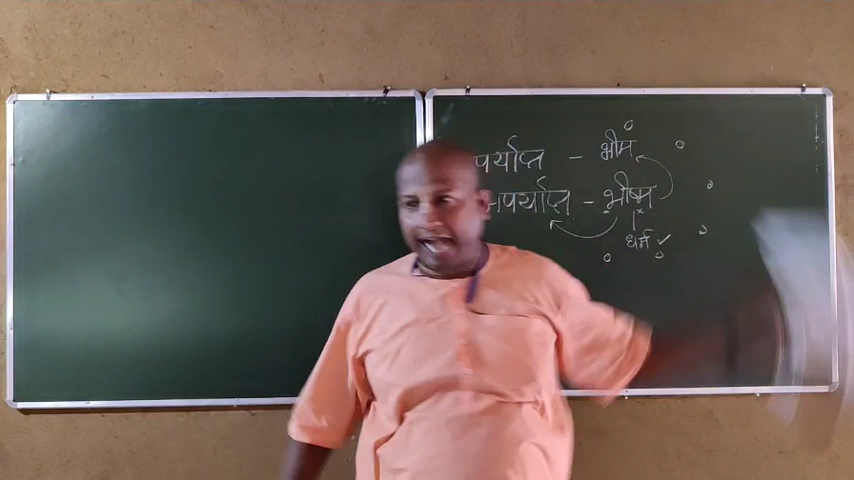 पर्याप्त - भीम
अपर्याप्त - भीष्म
धर्म ✓